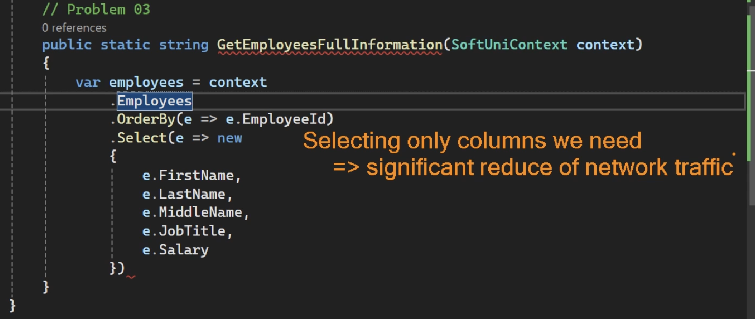 // Problem 03
0 references
public static string GetEmployeesFullInformation(SoftUniContext context)
{
var employees = context
.Employees
.OrderBy(e => e.EmployeeId)
.Select(e => new
Selecting only columns we need
{
=> significant reduce of network traffic.
e.FirstName,
e.LastName,
e.MiddleName,
e.JobTitle,
e.Salary
})
}
}